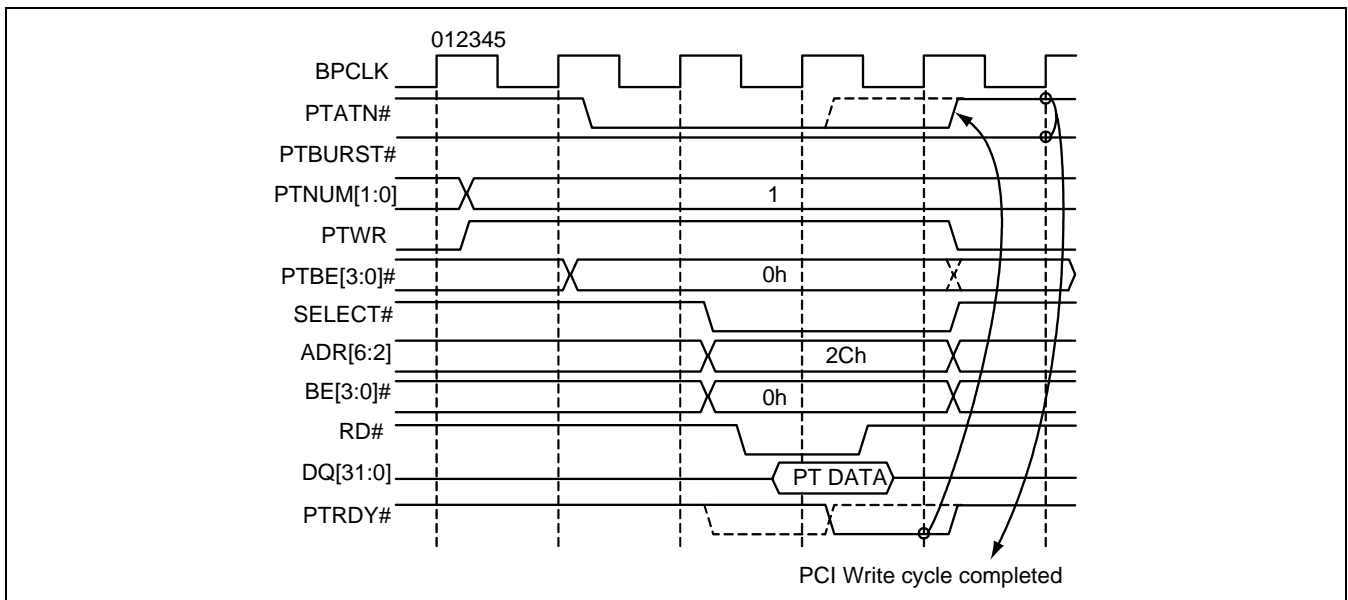 012345
BPCLK
PTATN#
PTBURST#
PTNUM[1:0]
1
PTWR
PTBE[3:0]#
0h
SELECT#
ADR[6:2]
2Ch
BE[3:0]#
0h
RD#
DQ[31:0]
PT DATA
PTRDY#
PCI Write cycle completed